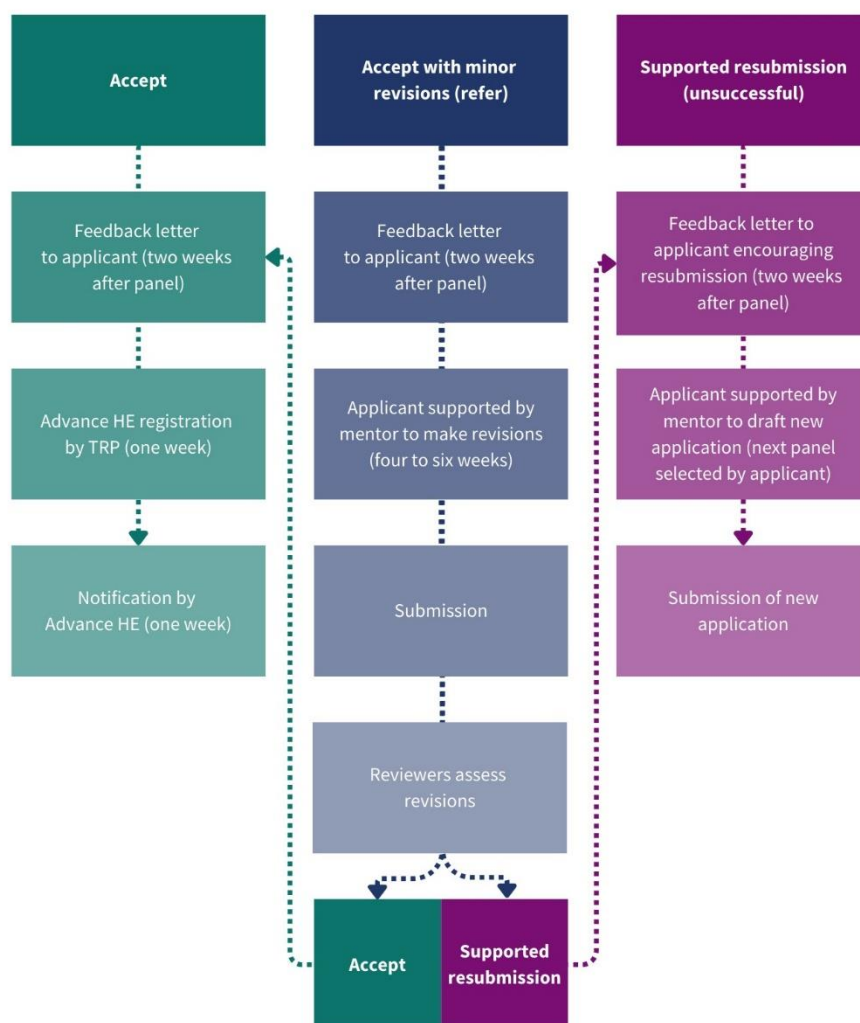 Accept
Feedback letter
to applicant (two weeks
after panel)
Advance HE registration
by TRP (one week)
Notification by
Advance HE (one week)
Accept with minor
revisions (refer)
Feedback letter
to applicant (two weeks
after panel)
Applicant supported by
mentor to make revisions
(four to six weeks)
Submission
Reviewers assess
revisions
Accept
Supported
resubmission
Supported resubmission
(unsuccessful)
Feedback letter to
applicant encouraging
resubmission (two weeks
after panel)
Applicant supported by
mentor to draft new
application (next panel
selected by applicant)
Submission of new
application